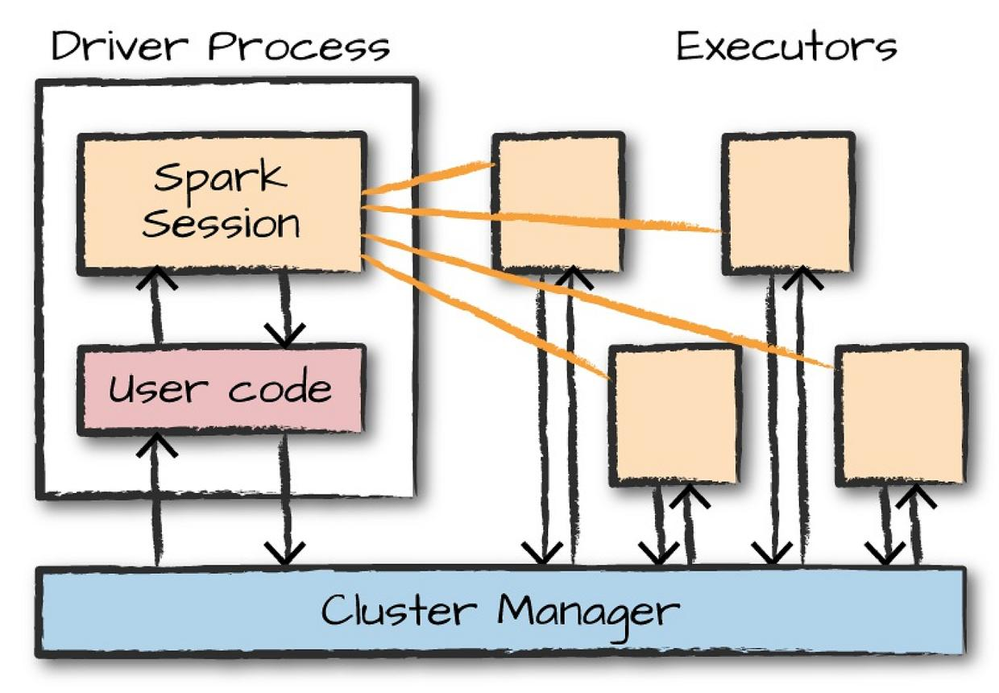 Driver Process
Executors
Spark
Session
User code
Cluster Manager